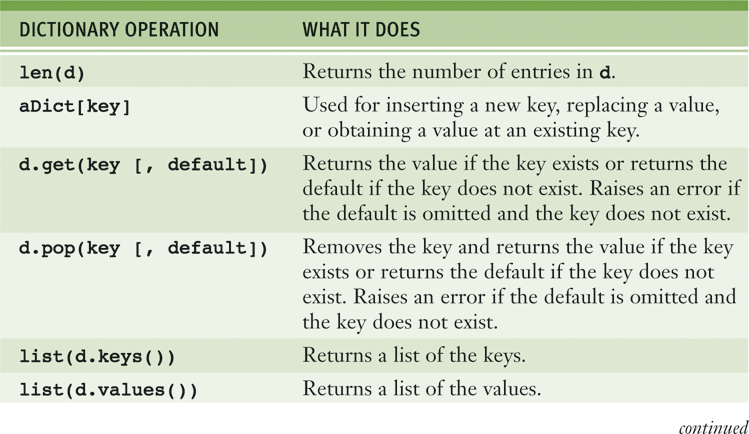 DICTIONARY OPERATION WHAT IT DOES
len(d) Returns the number of entries in d.
aDict[key] Used for inserting a new key, replacing a value,
or obtaining a value at an existing key.
d.get(key [, default]) Returns the value if the key exists or returns the
default if the key does not exist. Raises an error if
the default is omitted and the key does not exist.
d.pop(key [, default]) Removes the key and returns the value if the key
exists or returns the default if the key does not
exist. Raises an error if the default is omitted and
the key does not exist.
list(d.keys()) Returns a list of the keys.
list(d.values()) Returns a list of the values.
continued